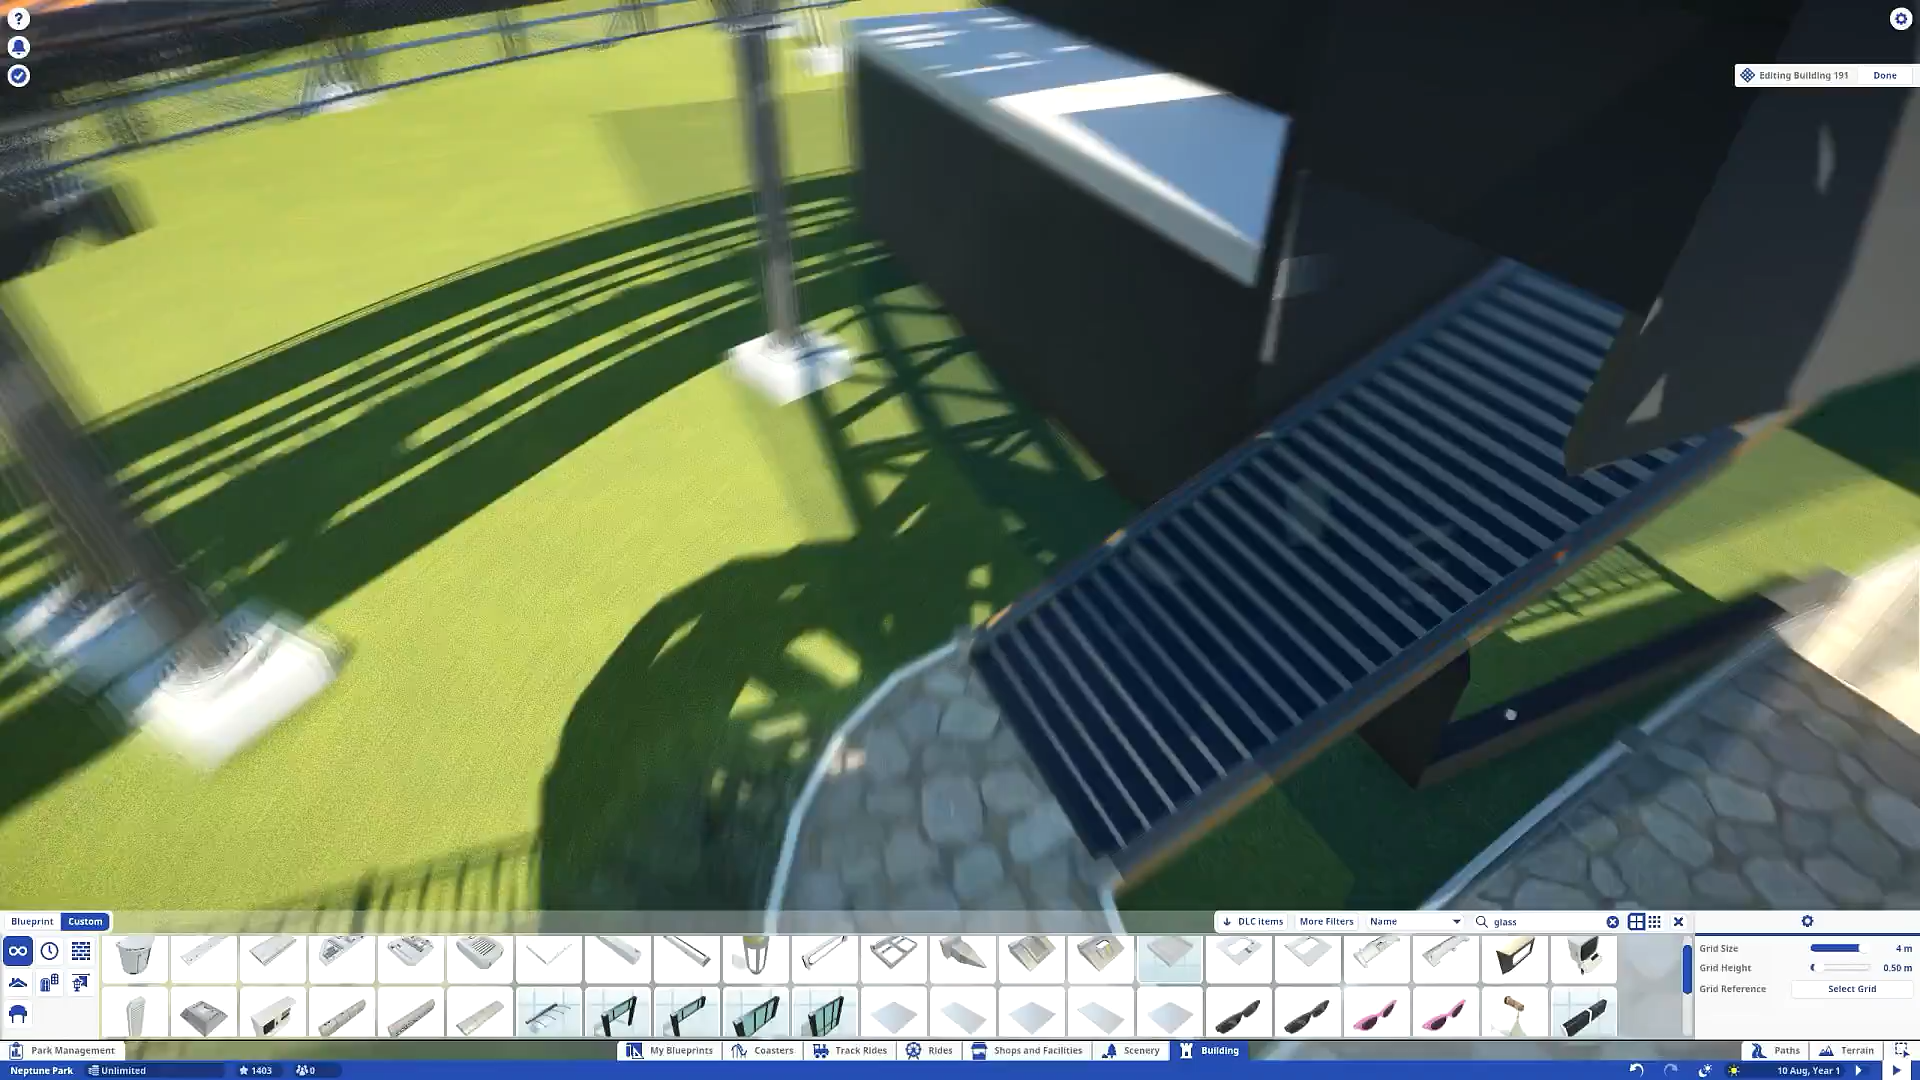 ?
Editing Building 191 Done
Blueprint Custom
DLC items More Filters Name glass
Grid Size 4 m
Grid Height 0.50 m
Grid Reference Select Grid
Park Management My Blueprints Coasters Track Rides Rides Shops and Facilities Scenery Building Paths Terrain
Neptune Park Unlimited 1403 0 10 Aug, Year 1